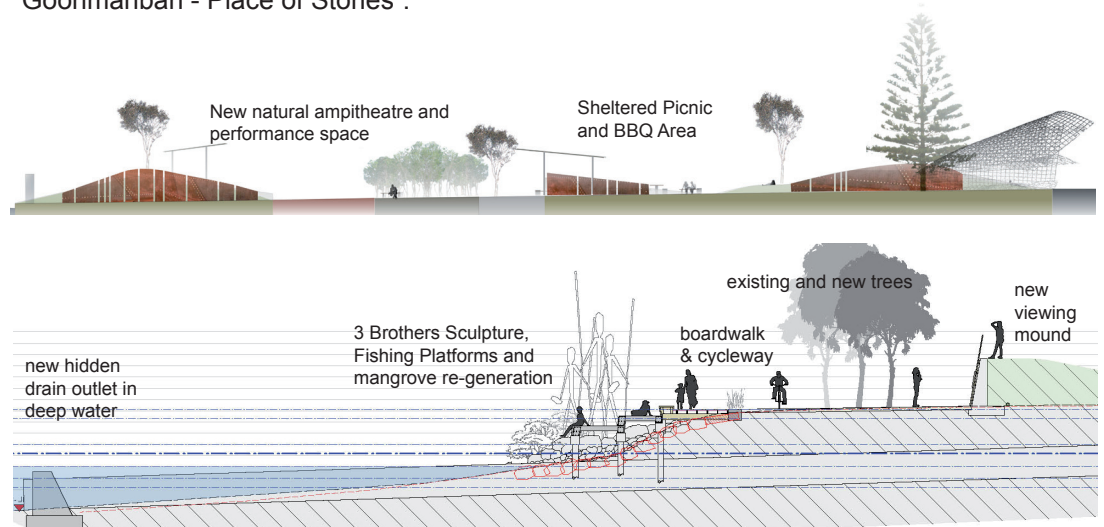 Goonmanban - Place of Stories".
New natural ampitheatre and
performance space
Sheltered Picnic
and BBQ Area
existing and new trees
new
viewing
mound
3 Brothers Sculpture,
Fishing Platforms and
mangrove re-generation
boardwalk
& cycleway
new hidden
drain outlet in
deep water